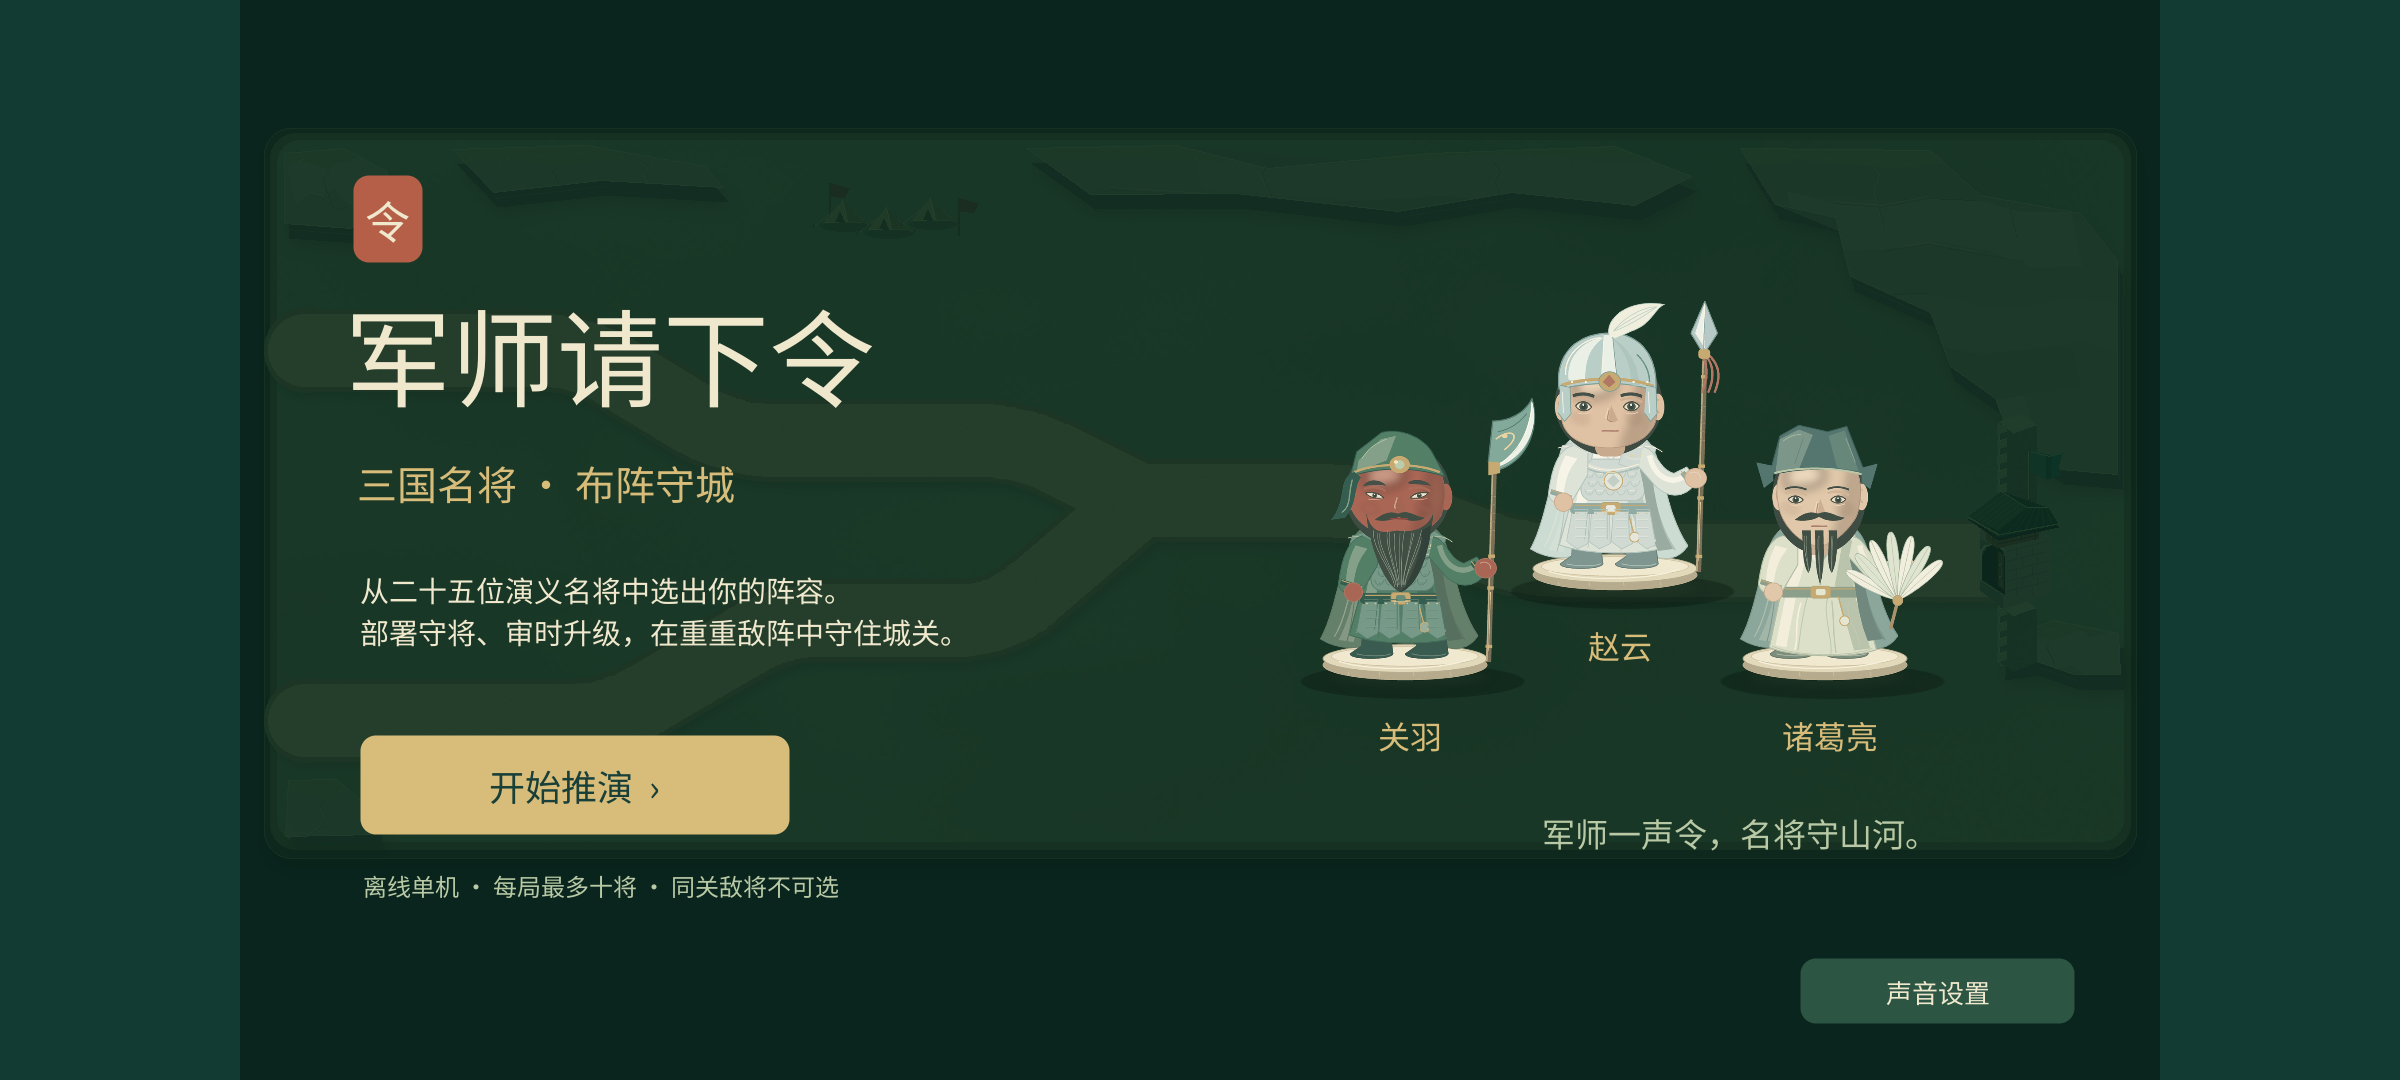 令
军师请下令
三国名将 · 布阵守城
从二十五位演义名将中选出你的阵容。
部署守将、审时升级，在重重敌阵中守住城关。
开始推演 ›
离线单机 · 每局最多十将 · 同关敌将不可选
赵云
关羽
诸葛亮
军师一声令，名将守山河。
声音设置